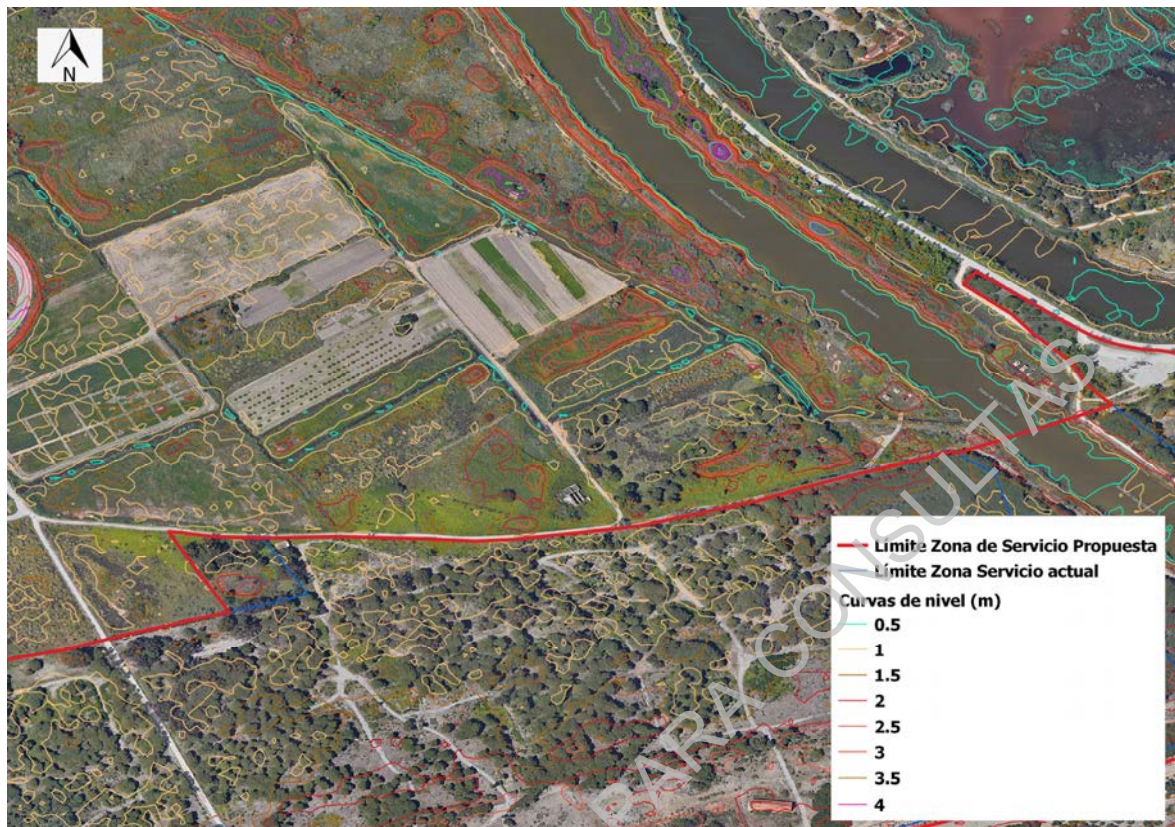 N
Límite Zona de Servicio Propuesta
Límite Zona Servicio actual
Curvas de nivel (m)
0.5
1
1.5
2
2.5
3
3.5
4
PARA CONSULTAS